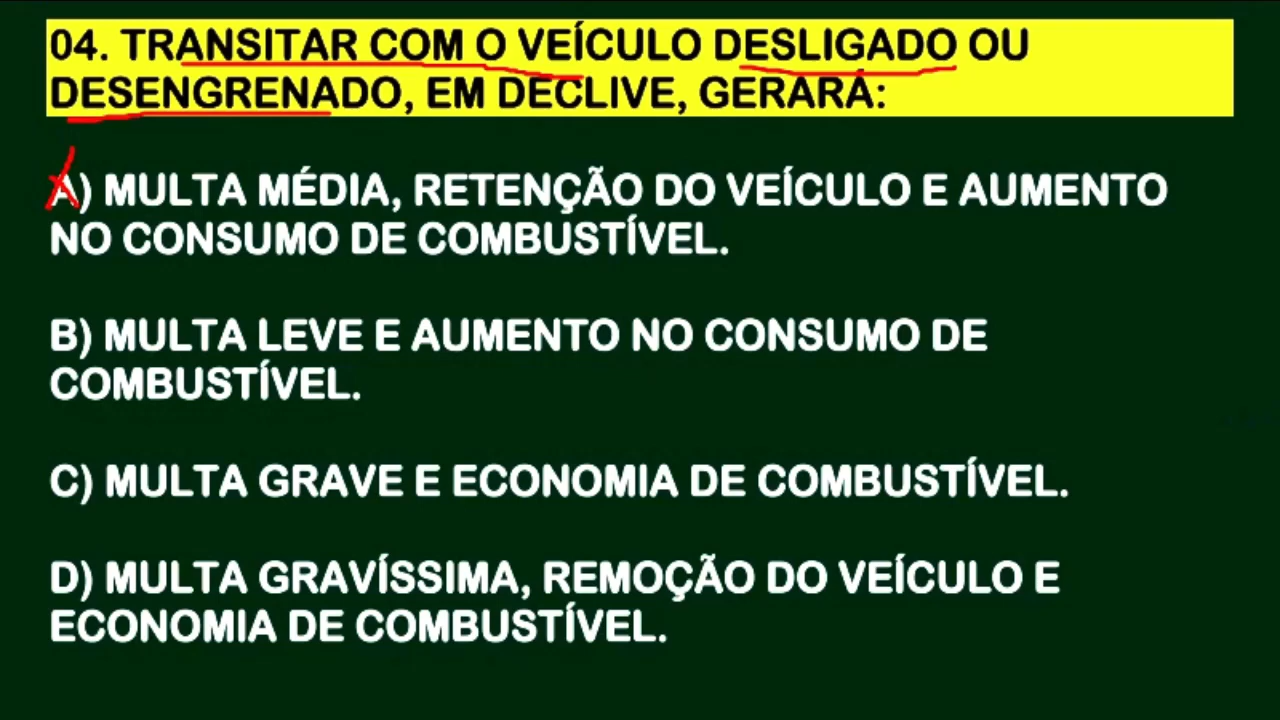 04. TRANSITAR COM O VEÍCULO DESLIGADO OU
DESENGRENADO, EM DECLIVE, GERARÁ:
A) MULTA MÉDIA, RETENÇÃO DO VEÍCULO E AUMENTO
NO CONSUMO DE COMBUSTÍVEL.
B) MULTA LEVE E AUMENTO NO CONSUMO DE
COMBUSTÍVEL.
C) MULTA GRAVE E ECONOMIA DE COMBUSTÍVEL.
D) MULTA GRAVÍSSIMA, REMOÇÃO DO VEÍCULO E
ECONOMIA DE COMBUSTÍVEL.